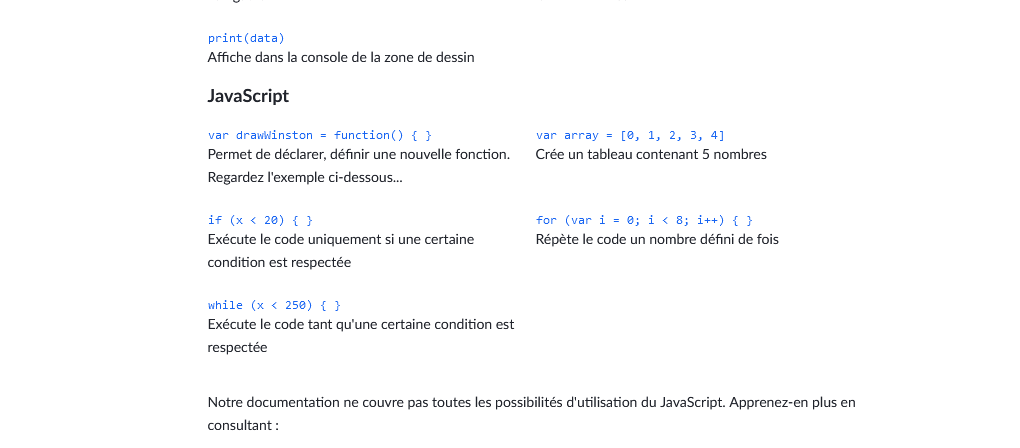 print(data)
Affiche dans la console de la zone de dessin
JavaScript
var drawWinston = function() { }
Permet de déclarer, définir une nouvelle fonction.
Regardez l'exemple ci-dessous...
var array = [0, 1, 2, 3, 4]
Crée un tableau contenant 5 nombres
if (x < 20) { }
Exécute le code uniquement si une certaine
condition est respectée
for (var i = 0; i < 8; i++) { }
Répète le code un nombre défini de fois
while (x < 250) { }
Exécute le code tant qu'une certaine condition est
respectée
Notre documentation ne couvre pas toutes les possibilités d'utilisation du JavaScript. Apprenez-en plus en
consultant :